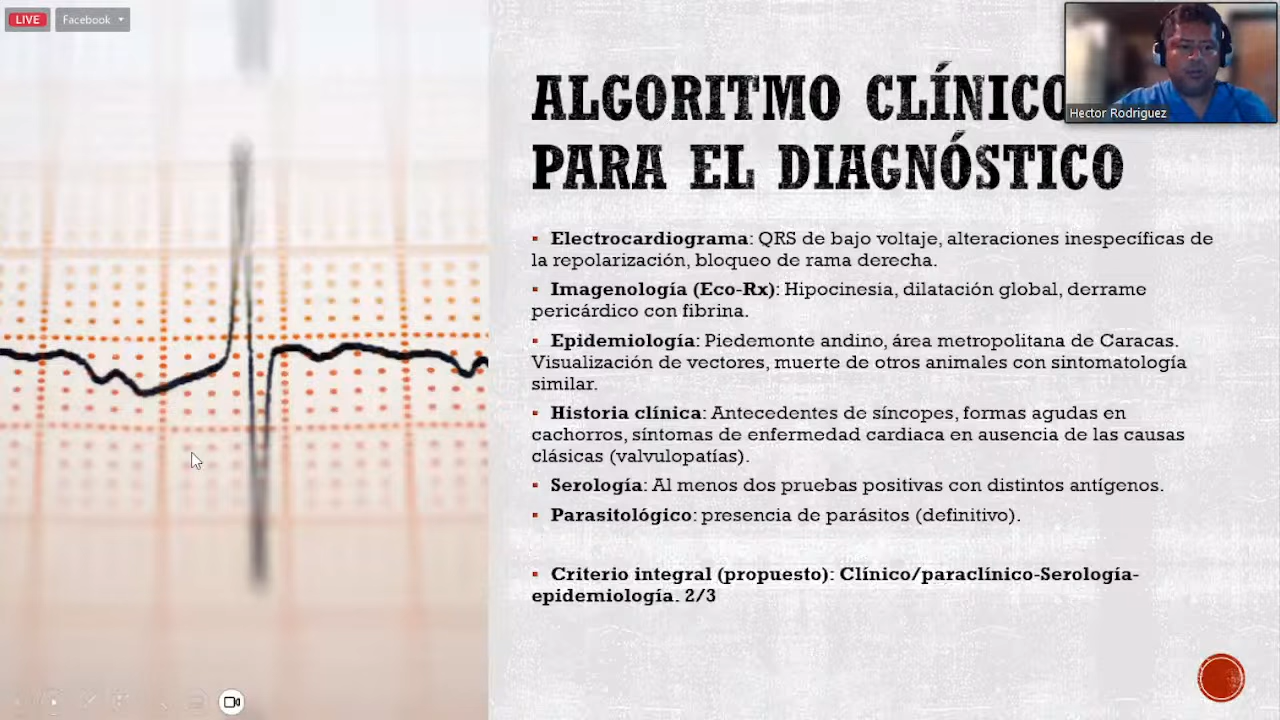 LIVE
Facebook
Hector Rodriguez
ALGORITMO CLÍNICO
PARA EL DIAGNÓSTICO
Electrocardiograma: QRS de bajo voltaje, alteraciones inespecíficas de
la repolarización, bloqueo de rama derecha.
Imagenología (Eco-Rx): Hipocinesia, dilatación global, derrame
pericárdico con fibrina.
Epidemiología: Piedemonte andino, área metropolitana de Caracas.
Visualización de vectores, muerte de otros animales con sintomatología
similar.
Historia clínica: Antecedentes de síncopes, formas agudas en
cachorros, síntomas de enfermedad cardiaca en ausencia de las causas
clásicas (valvulopatías).
Serología: Al menos dos pruebas positivas con distintos antígenos.
Parasitológico: presencia de parásitos (definitivo).
Criterio integral (propuesto): Clínico/paraclínico-Serología-
epidemiología. 2/3